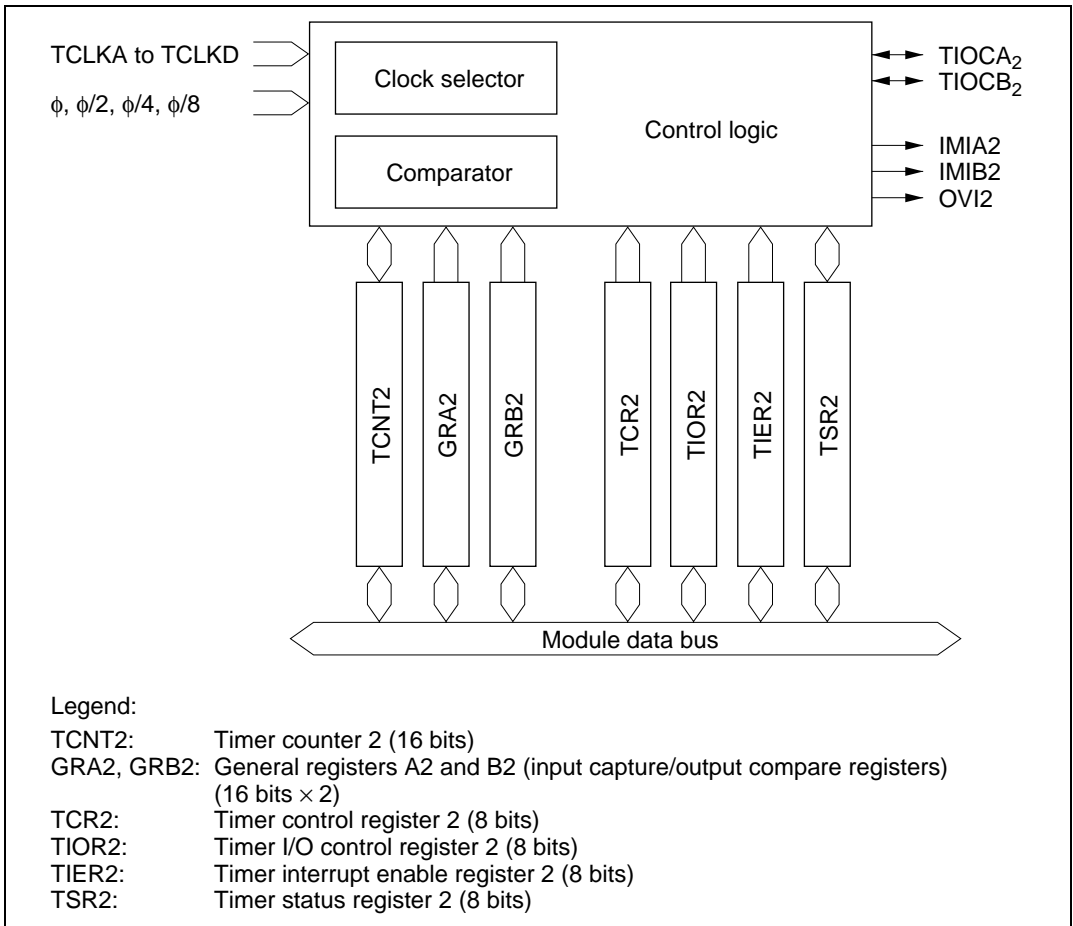 TCLKA to TCLKD
ϕ, ϕ/2, ϕ/4, ϕ/8
Clock selector
Comparator
Control logic
TIOCA2
TIOCB2
IMIA2
IMIB2
OVI2
TCNT2
GRA2
GRB2
TCR2
TIOR2
TIER2
TSR2
Module data bus
Legend:
TCNT2: Timer counter 2 (16 bits)
GRA2, GRB2: General registers A2 and B2 (input capture/output compare registers)
(16 bits × 2)
TCR2: Timer control register 2 (8 bits)
TIOR2: Timer I/O control register 2 (8 bits)
TIER2: Timer interrupt enable register 2 (8 bits)
TSR2: Timer status register 2 (8 bits)